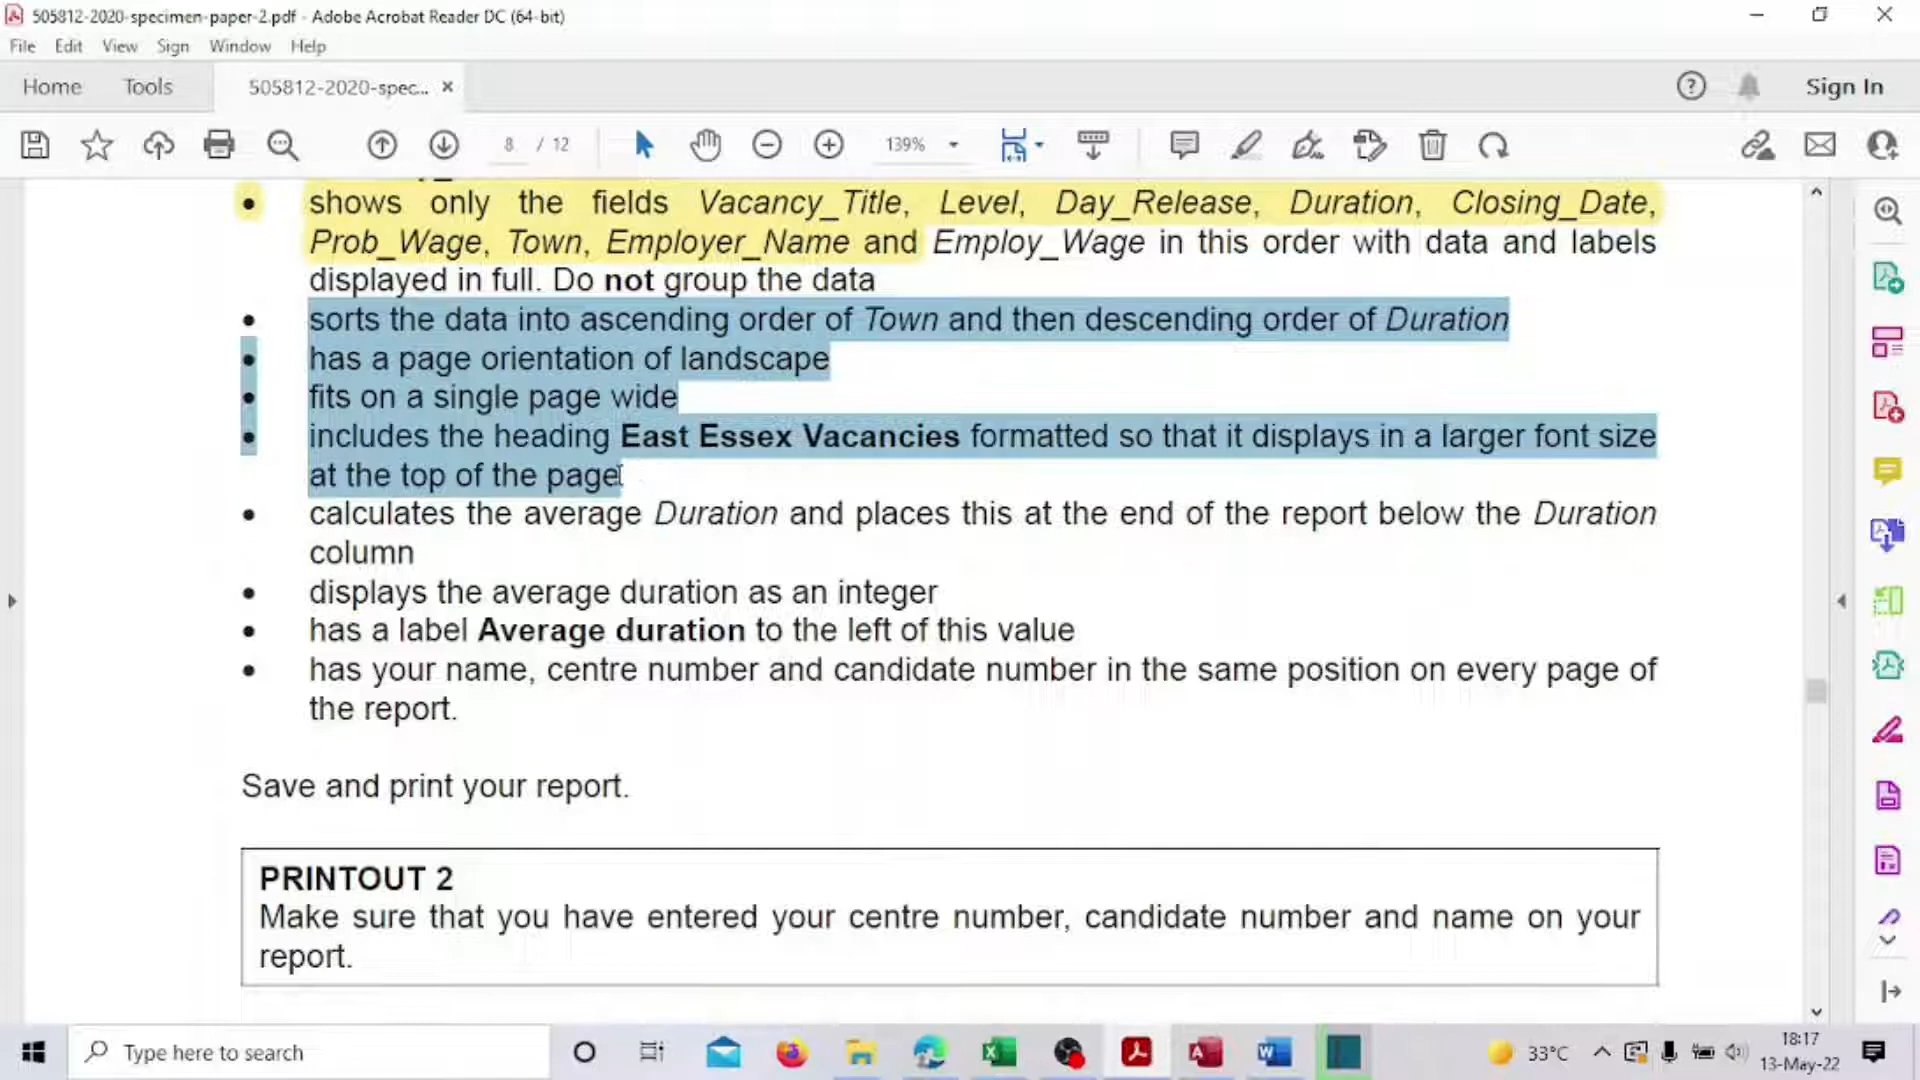 505812-2020-specimen-paper-2.pdf - Adobe Acrobat Reader DC (64-bit)
File Edit View Sign Window Help
Home Tools 505812-2020-spec... × Sign In
8 / 12 139%
• shows only the fields Vacancy_Title, Level, Day_Release, Duration, Closing_Date,
Prob_Wage, Town, Employer_Name and Employ_Wage in this order with data and labels
displayed in full. Do not group the data
• sorts the data into ascending order of Town and then descending order of Duration
• has a page orientation of landscape
• fits on a single page wide
• includes the heading East Essex Vacancies formatted so that it displays in a larger font size
at the top of the page
• calculates the average Duration and places this at the end of the report below the Duration
column
• displays the average duration as an integer
• has a label Average duration to the left of this value
• has your name, centre number and candidate number in the same position on every page of
the report.
Save and print your report.
PRINTOUT 2
Make sure that you have entered your centre number, candidate number and name on your
report.
Type here to search
33°C
18:17
13-May-22